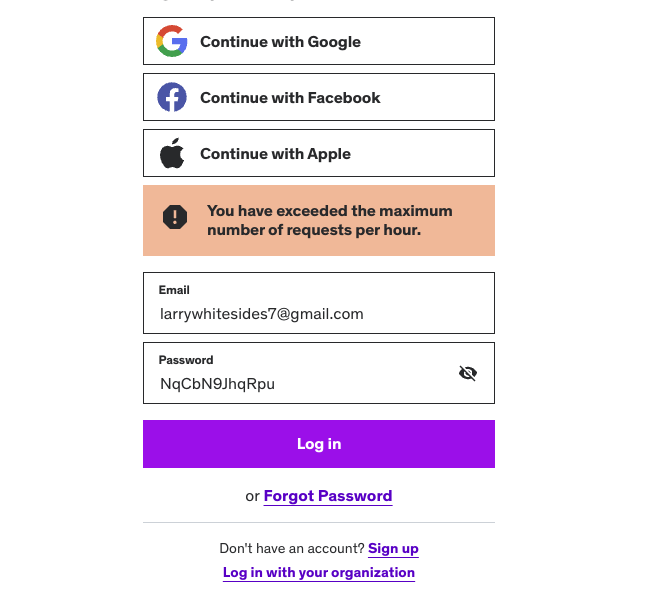 Continue with Google
Continue with Facebook
Continue with Apple
You have exceeded the maximum
number of requests per hour.
Email
larrywhitesides7@gmail.com
Password
NqCbN9JhqRpu
Log in
or Forgot Password
Don't have an account? Sign up
Log in with your organization